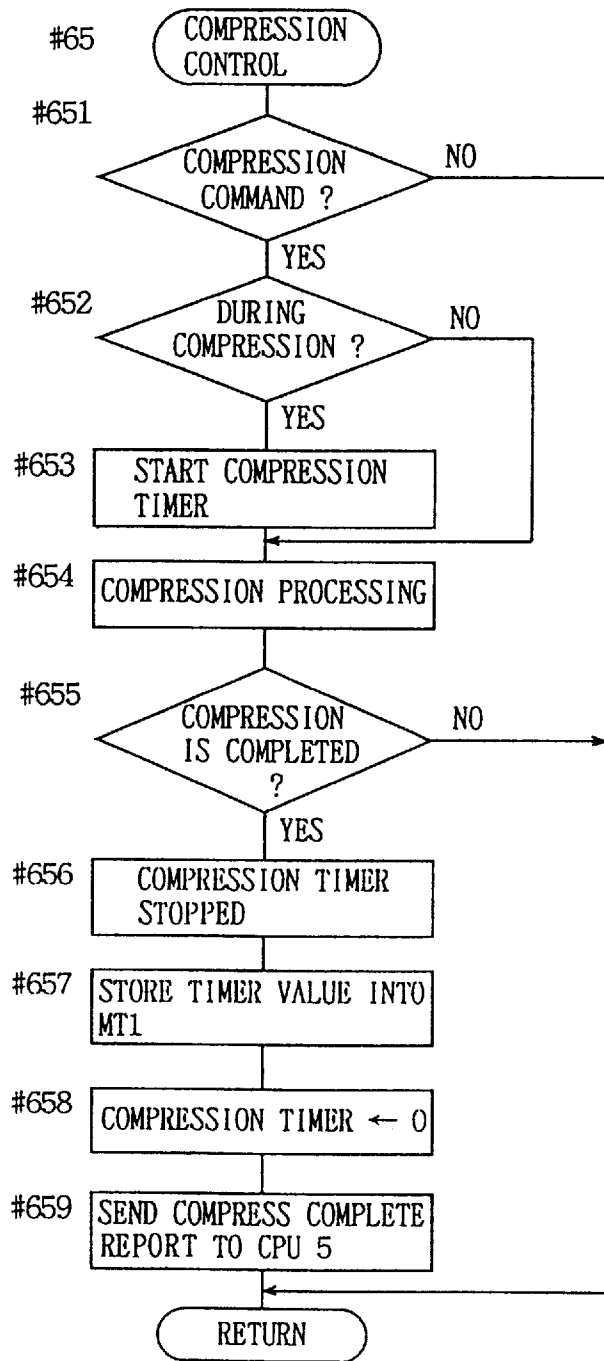 #65
COMPRESSION
CONTROL
#651
COMPRESSION
COMMAND ?
NO
YES
#652
DURING
COMPRESSION ?
NO
YES
#653
START COMPRESSION
TIMER
#654
COMPRESSION PROCESSING
#655
COMPRESSION
IS COMPLETED
?
NO
YES
#656
COMPRESSION TIMER
STOPPED
#657
STORE TIMER VALUE INTO
MT1
#658
COMPRESSION TIMER ← 0
#659
SEND COMPRESS COMPLETE
REPORT TO CPU 5
RETURN